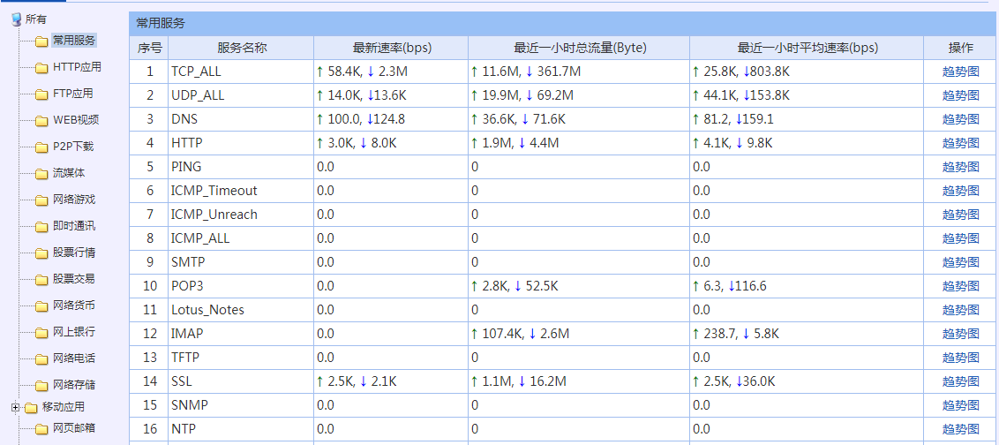 所有
常用服务
HTTP应用
FTP应用
WEB视频
P2P下载
流媒体
网络游戏
即时通讯
股票行情
股票交易
网络货币
网上银行
网络电话
网络存储
移动应用
网页邮箱
常用服务
序号 服务名称 最新速率(bps) 最近一小时总流量(Byte) 最近一小时平均速率(bps) 操作
1 TCP_ALL ↑ 58.4K, ↓ 2.3M ↑ 11.6M, ↓ 361.7M ↑ 25.8K, ↓803.8K 趋势图
2 UDP_ALL ↑ 14.0K, ↓13.6K ↑ 19.9M, ↓ 69.2M ↑ 44.1K, ↓153.8K 趋势图
3 DNS ↑ 100.0, ↓124.8 ↑ 36.6K, ↓ 71.6K ↑ 81.2, ↓159.1 趋势图
4 HTTP ↑ 3.0K, ↓ 8.0K ↑ 1.9M, ↓ 4.4M ↑ 4.1K, ↓ 9.8K 趋势图
5 PING 0.0 0 0.0 趋势图
6 ICMP_Timeout 0.0 0 0.0 趋势图
7 ICMP_Unreach 0.0 0 0.0 趋势图
8 ICMP_ALL 0.0 0 0.0 趋势图
9 SMTP 0.0 0 0.0 趋势图
10 POP3 0.0 ↑ 2.8K, ↓ 52.5K ↑ 6.3, ↓116.6 趋势图
11 Lotus_Notes 0.0 0 0.0 趋势图
12 IMAP 0.0 ↑ 107.4K, ↓ 2.6M ↑ 238.7, ↓ 5.8K 趋势图
13 TFTP 0.0 0 0.0 趋势图
14 SSL ↑ 2.5K, ↓ 2.1K ↑ 1.1M, ↓ 16.2M ↑ 2.5K, ↓36.0K 趋势图
15 SNMP 0.0 0 0.0 趋势图
16 NTP 0.0 0 0.0 趋势图